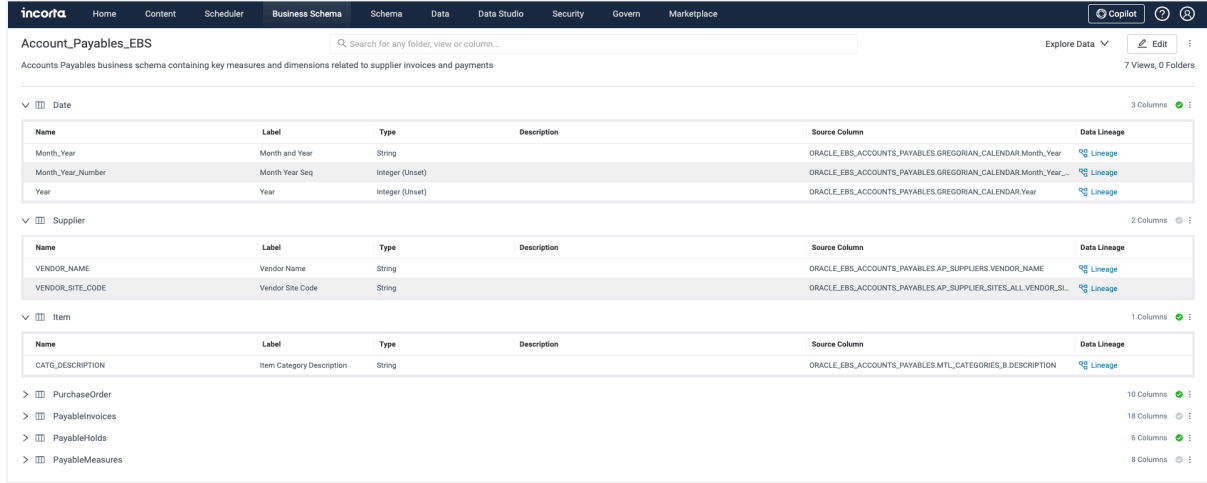 incorta Home Content Scheduler Business Schema Schema Data Data Studio Security Govern Marketplace Copilot
Account_Payables_EBS Search for any folder, view or column... Explore Data Edit
Accounts Payables business schema containing key measures and dimensions related to supplier invoices and payments 7 Views, 0 Folders
Date 3 Columns
Name Label Type Description Source Column Data Lineage
Month_Year Month and Year String ORACLE_EBS_ACCOUNTS_PAYABLES.GREGORIAN_CALENDAR.Month_Year Lineage
Month_Year_Number Month Year Seq Integer (Unset) ORACLE_EBS_ACCOUNTS_PAYABLES.GREGORIAN_CALENDAR.Month_Year_... Lineage
Year Year Integer (Unset) ORACLE_EBS_ACCOUNTS_PAYABLES.GREGORIAN_CALENDAR.Year Lineage
Supplier 2 Columns
Name Label Type Description Source Column Data Lineage
VENDOR_NAME Vendor Name String ORACLE_EBS_ACCOUNTS_PAYABLES.AP_SUPPLIERS.VENDOR_NAME Lineage
VENDOR_SITE_CODE Vendor Site Code String ORACLE_EBS_ACCOUNTS_PAYABLES.AP_SUPPLIER_SITES_ALL.VENDOR_SI... Lineage
Item 1 Columns
Name Label Type Description Source Column Data Lineage
CATG_DESCRIPTION Item Category Description String ORACLE_EBS_ACCOUNTS_PAYABLES.MTL_CATEGORIES_B.DESCRIPTION Lineage
PurchaseOrder 10 Columns
PayableInvoices 18 Columns
PayableHolds 6 Columns
PayableMeasures 8 Columns